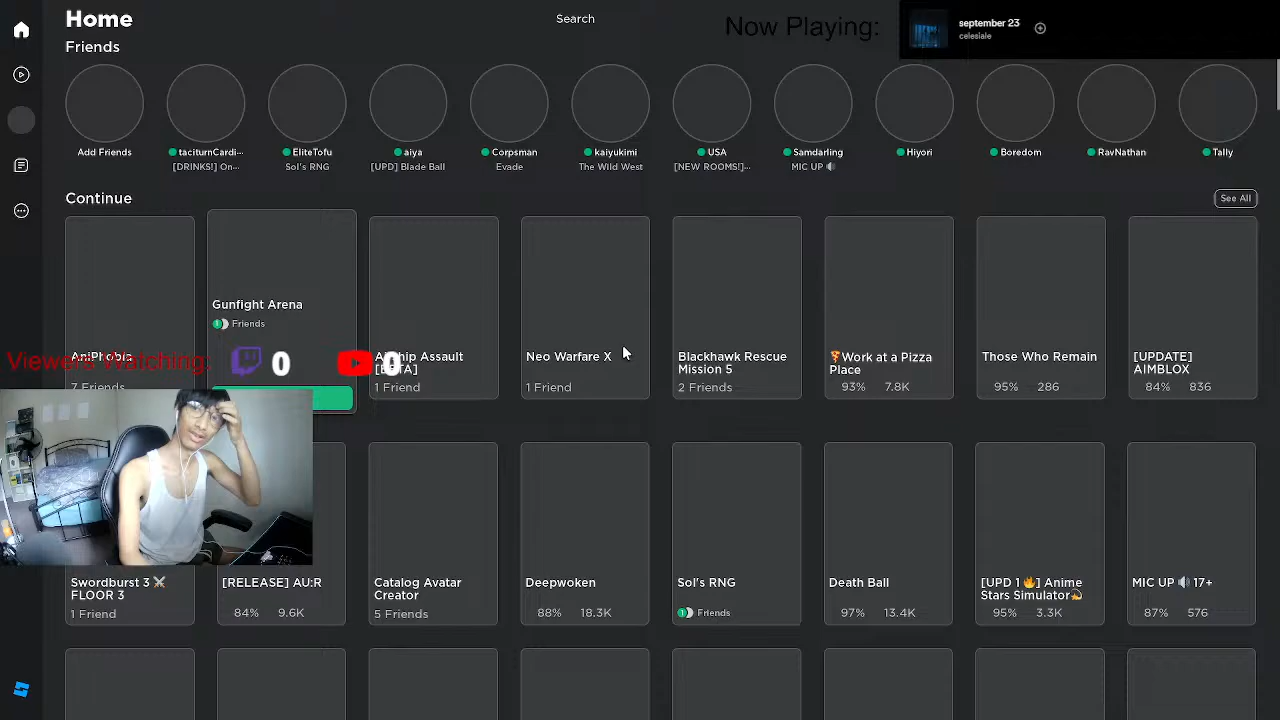 Home
Search
Now Playing:
september 23
celesiale
Friends
Add Friends
taciturnCardi···
[DRINKS!] On···
EliteTofu
Sol's RNG
aiya
[UPD] Blade Ball
Corpsman
Evade
kaiyukimi
The Wild West
USA
[NEW ROOMS!]···
Samdarling
MIC UP 🔊
Hiyori
Boredom
RavNathan
Tally
Continue
See All
AniPhobia
7 Friends
Gunfight Arena
1 Friends
Airship Assault
[BETA]
1 Friend
Neo Warfare X
1 Friend
Blackhawk Rescue
Mission 5
2 Friends
🍕Work at a Pizza
Place
93% 7.8K
Those Who Remain
95% 286
[UPDATE]
AIMBLOX
84% 836
Viewers Watching:
0
0
Swordburst 3 ⚔️
FLOOR 3
1 Friend
[RELEASE] AU:R
84% 9.6K
Catalog Avatar
Creator
5 Friends
Deepwoken
88% 18.3K
Sol's RNG
1 Friends
Death Ball
97% 13.4K
[UPD 1🔥] Anime
Stars Simulator💫
95% 3.3K
MIC UP 🔊 17+
87% 576